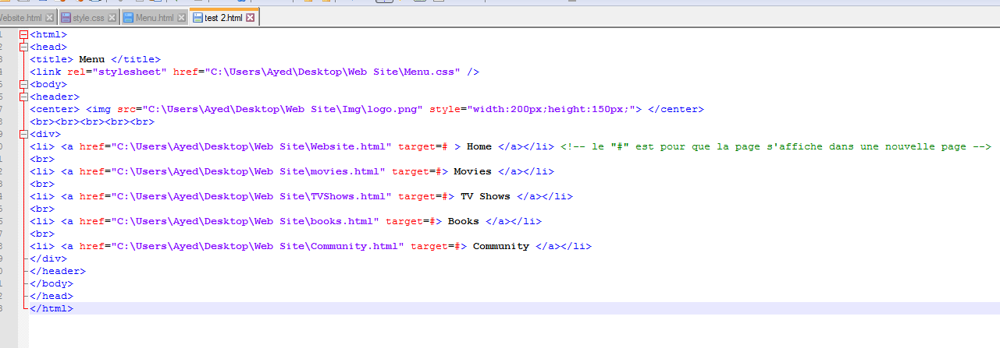 Website.html style.css Menu.html test 2.html
<html>
<head>
<title> Menu </title>
<link rel="stylesheet" href="C:\Users\Ayed\Desktop\Web Site\Menu.css" />
<body>
<header>
<center> <img src="C:\Users\Ayed\Desktop\Web Site\Img\logo.png" style="width:200px;height:150px;"> </center>
<br><br><br><br><br>
<div>
<li> <a href="C:\Users\Ayed\Desktop\Web Site\Website.html" target=# > Home </a></li> <!-- le "#" est pour que la page s'affiche dans une nouvelle page -->
<br>
<li> <a href="C:\Users\Ayed\Desktop\Web Site\movies.html" target=#> Movies </a></li>
<br>
<li> <a href="C:\Users\Ayed\Desktop\Web Site\TVShows.html" target=#> TV Shows </a></li>
<br>
<li> <a href="C:\Users\Ayed\Desktop\Web Site\books.html" target=#> Books </a></li>
<br>
<li> <a href="C:\Users\Ayed\Desktop\Web Site\Community.html" target=#> Community </a></li>
</div>
</header>
</body>
</head>
</html>